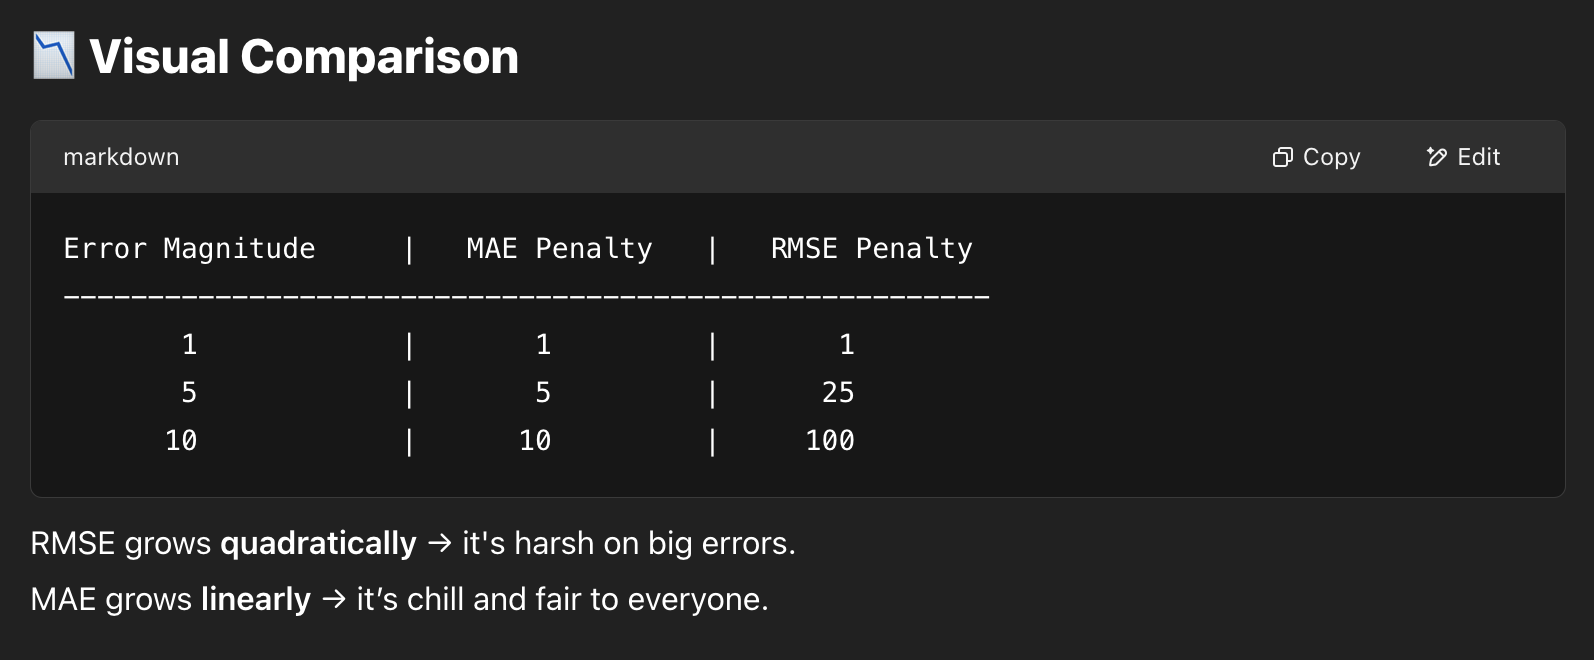 📉 Visual Comparison
markdown
Copy
Edit
Error Magnitude     |   MAE Penalty   |   RMSE Penalty
-------------------------------------------------------
       1            |       1         |       1
       5            |       5         |      25
      10            |      10         |     100
RMSE grows quadratically → it's harsh on big errors.
MAE grows linearly → it’s chill and fair to everyone.